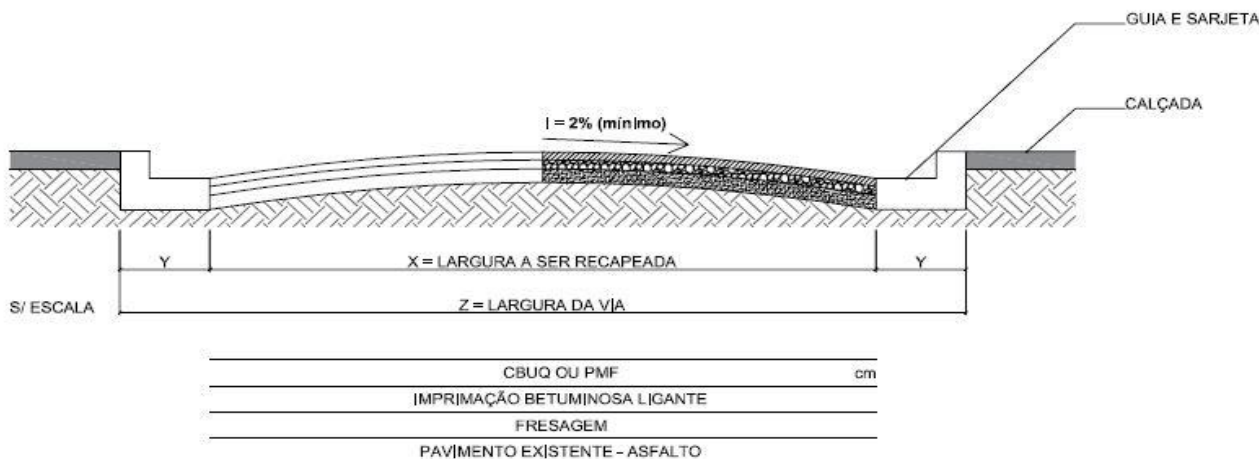 GUIA E SARJETA
CALÇADA
I = 2% (mínimo)
Y
X = LARGURA A SER RECAPEADA
Y
S/ ESCALA
Z = LARGURA DA VIA
CBUQ OU PMF cm
IMPRIMAÇÃO BETUMINOSA LIGANTE
FRESAGEM
PAVIMENTO EXISTENTE - ASFALTO